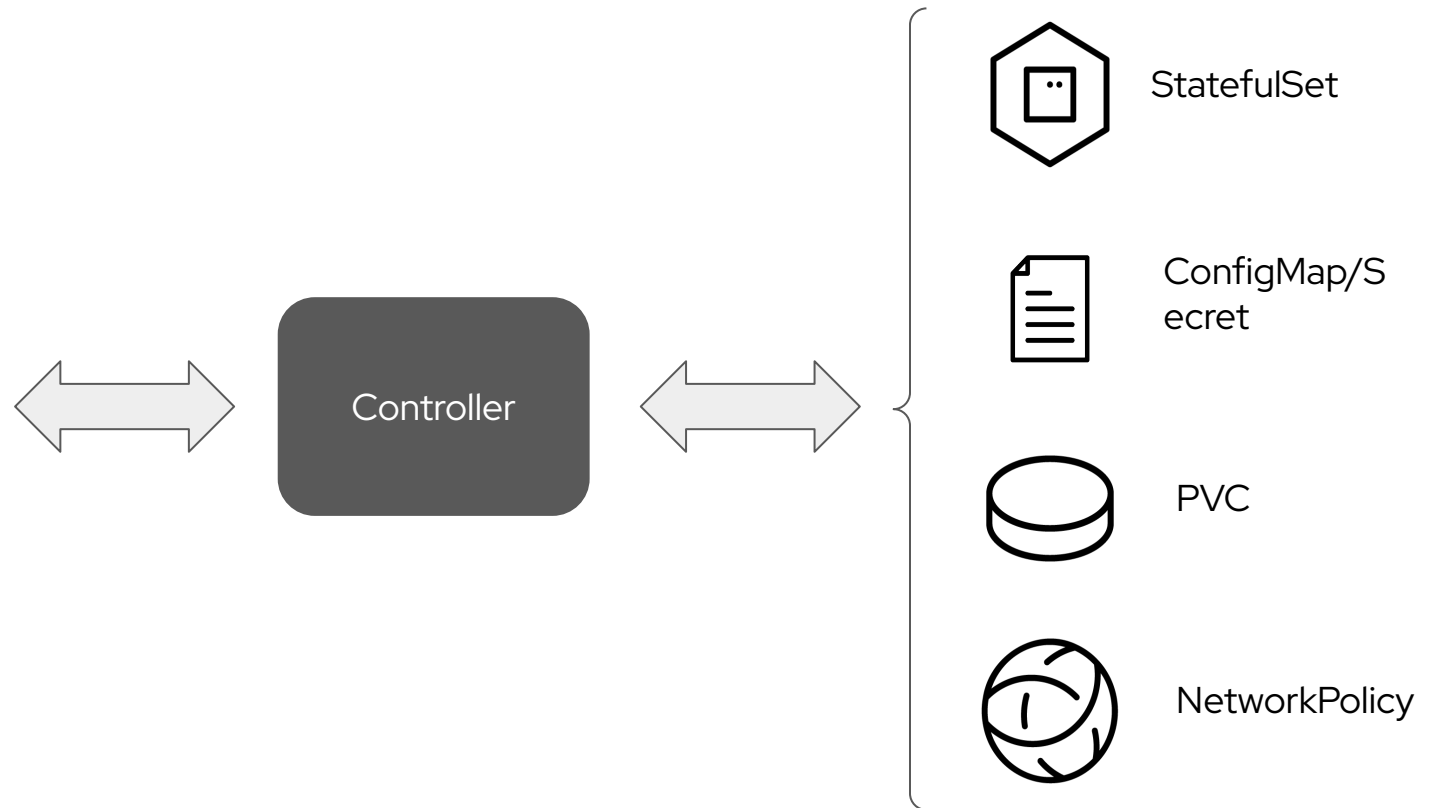 StatefulSet
ConfigMap/S
ecret
Controller
PVC
NetworkPolicy